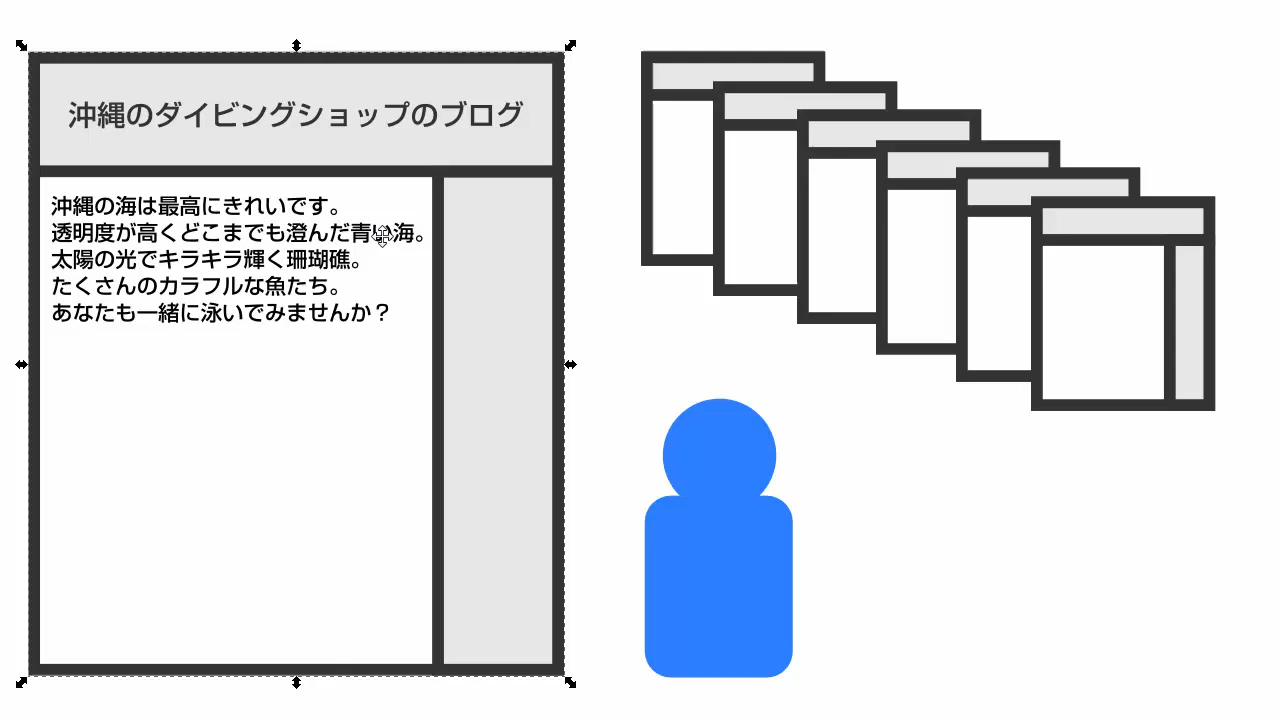 沖縄のダイビングショップのブログ
沖縄の海は最高にきれいです。
透明度が高くどこまでも澄んだ青い海。
太陽の光でキラキラ輝く珊瑚礁。
たくさんのカラフルな魚たち。
あなたも一緒に泳いでみませんか？